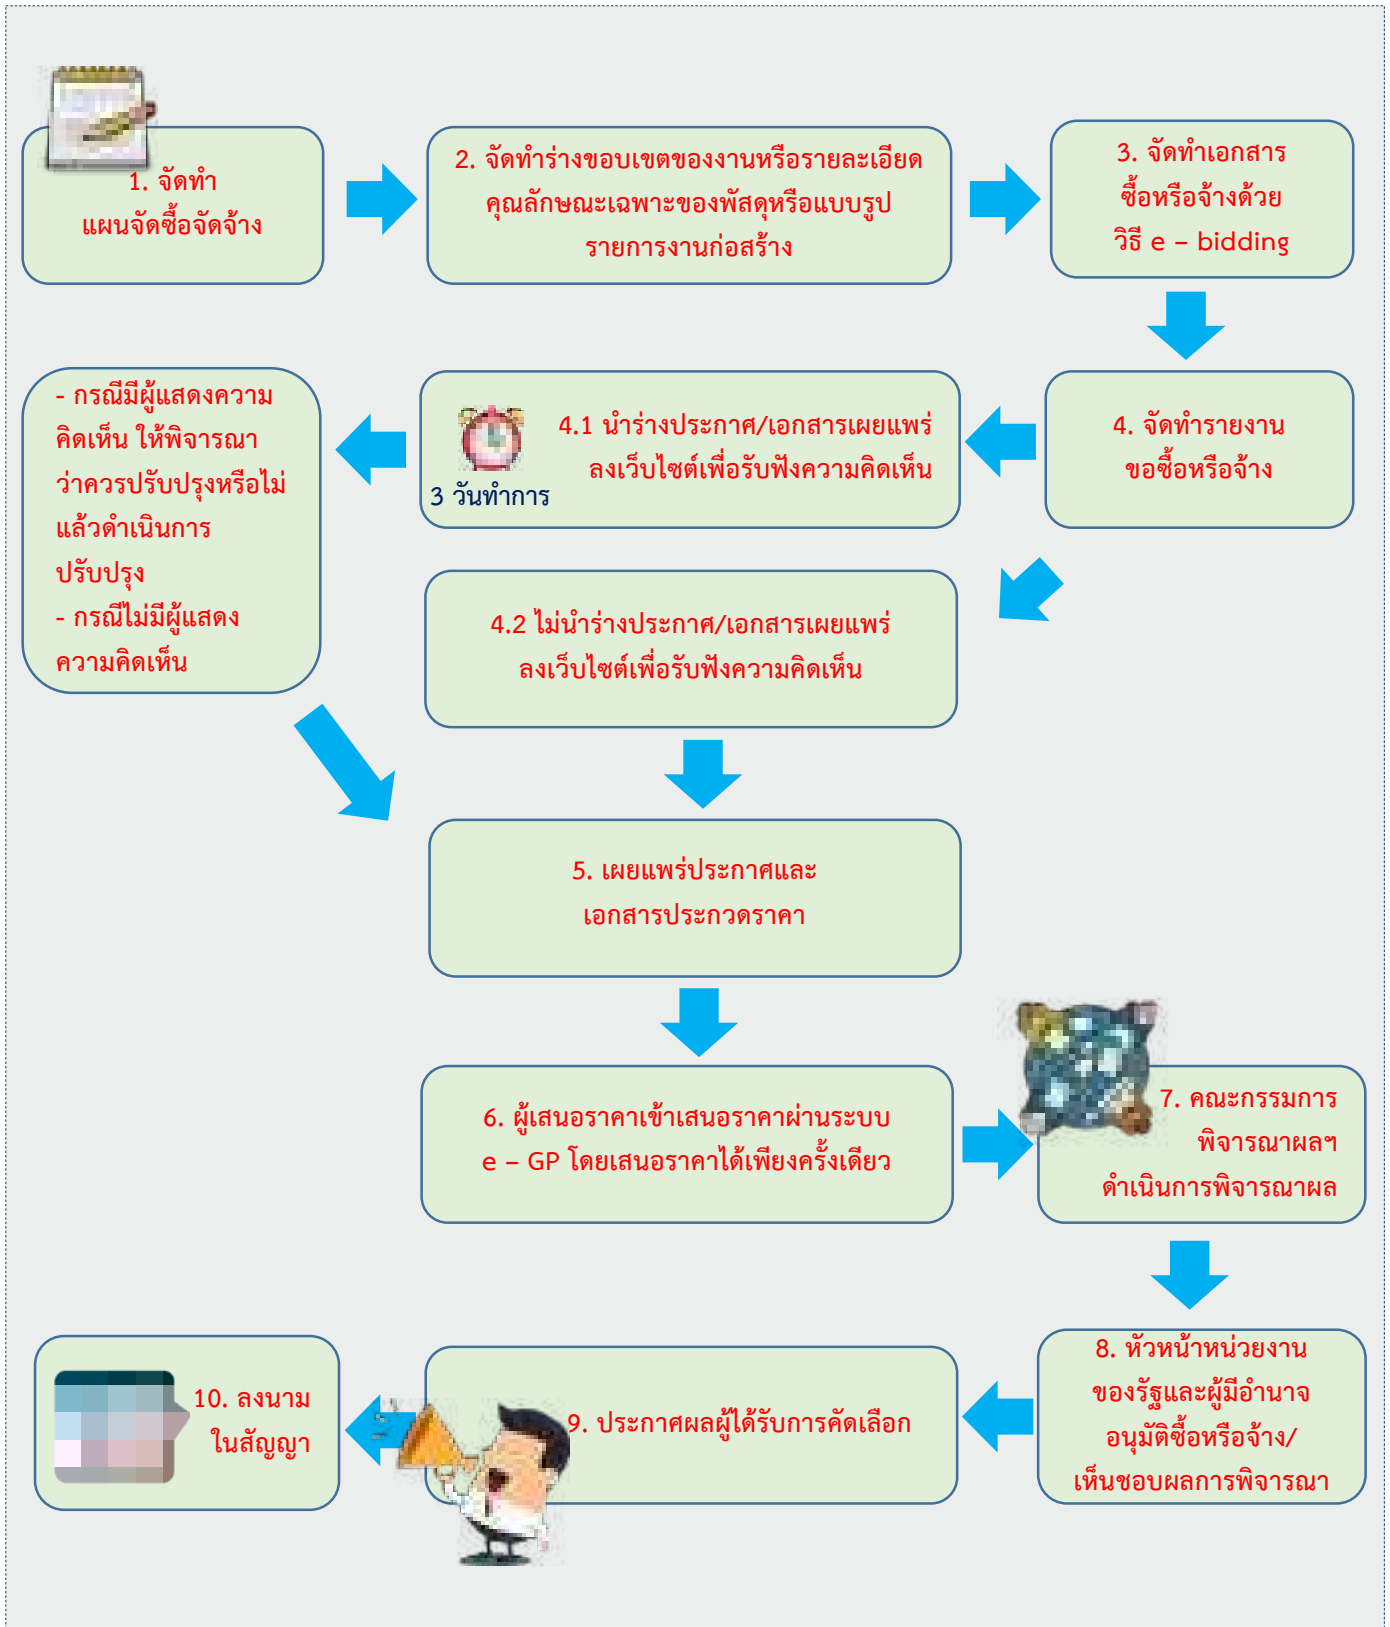 1. จัดทำ
แผนจัดซื้อจัดจ้าง
2. จัดทำร่างขอบเขตของงานหรือรายละเอียด
คุณลักษณะเฉพาะของพัสดุหรือแบบรูป
รายการงานก่อสร้าง
3. จัดทำเอกสาร
ซื้อหรือจ้างด้วย
วิธี e – bidding
4. จัดทำรายงาน
ขอซื้อหรือจ้าง
4.1 นำร่างประกาศ/เอกสารเผยแพร่
ลงเว็บไซต์เพื่อรับฟังความคิดเห็น
3 วันทำการ
- กรณีมีผู้แสดงความ
คิดเห็น ให้พิจารณา
ว่าควรปรับปรุงหรือไม่
แล้วดำเนินการ
ปรับปรุง
- กรณีไม่มีผู้แสดง
ความคิดเห็น
4.2 ไม่นำร่างประกาศ/เอกสารเผยแพร่
ลงเว็บไซต์เพื่อรับฟังความคิดเห็น
5. เผยแพร่ประกาศและ
เอกสารประกวดราคา
6. ผู้เสนอราคาเข้าเสนอราคาผ่านระบบ
e – GP โดยเสนอราคาได้เพียงครั้งเดียว
7. คณะกรรมการ
พิจารณาผลฯ
ดำเนินการพิจารณาผล
8. หัวหน้าหน่วยงาน
ของรัฐและผู้มีอำนาจ
อนุมัติซื้อหรือจ้าง/
เห็นชอบผลการพิจารณา
9. ประกาศผลผู้ได้รับการคัดเลือก
10. ลงนาม
ในสัญญา